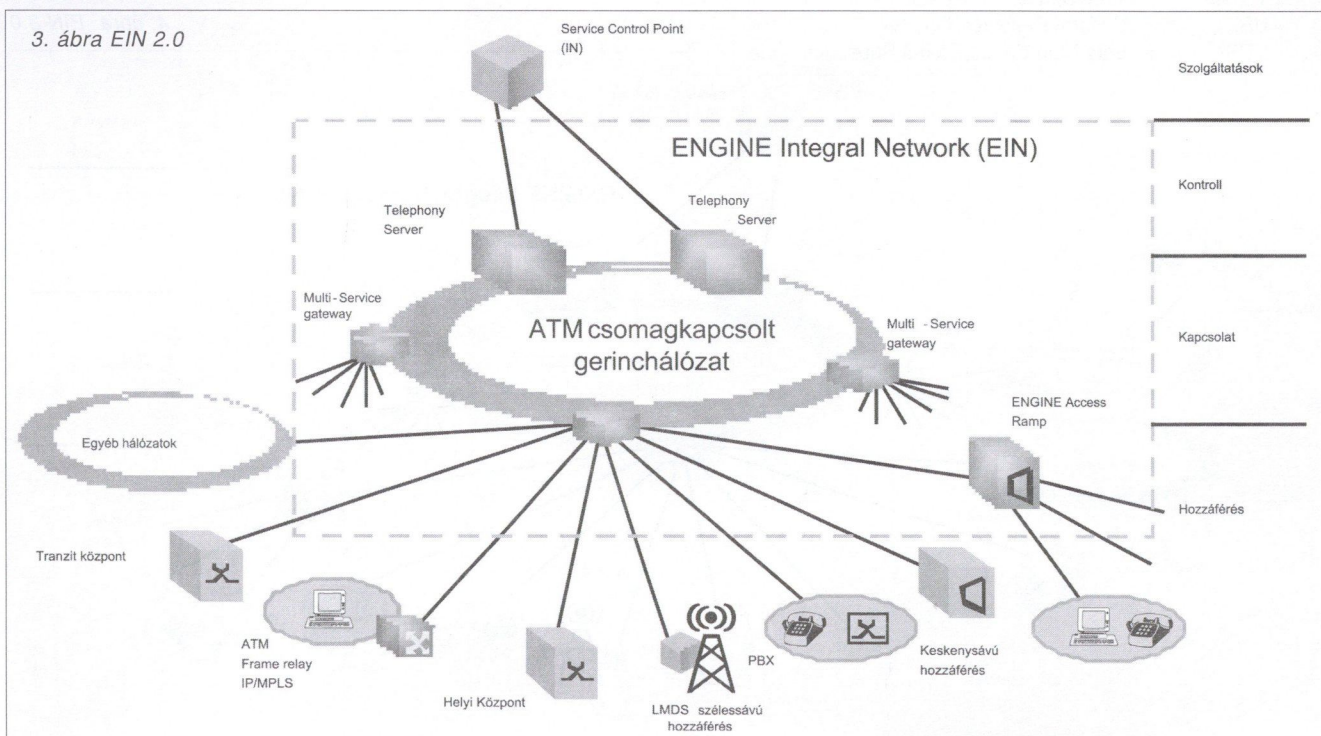 3. ábra EIN 2.0
Service Control Point
(IN)
Szolgáltatások
ENGINE Integral Network (EIN)
Kontroll
Telephony
Server
Telephony
Server
Multi-Service
gateway
ATM csomagkapcsolt
gerinchálózat
Multi - Service
gateway
Kapcsolat
ENGINE Access
Ramp
Egyéb hálózatok
Hozzáférés
Tranzit központ
ATM
Frame relay
IP/MPLS
Helyi Központ
LMDS szélessávú
hozzáférés
PBX
Keskenysávú
hozzáférés